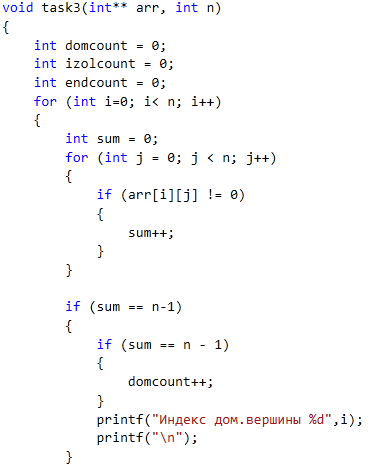 void task3(int** arr, int n)
{
    int domcount = 0;
    int izolcount = 0;
    int endcount = 0;
    for (int i=0; i< n; i++)
    {
        int sum = 0;
        for (int j = 0; j < n; j++)
        {
            if (arr[i][j] != 0)
            {
                sum++;
            }
        }

        if (sum == n-1)
        {
            if (sum == n - 1)
            {
                domcount++;
            }
            printf("Индекс дом.вершины %d",i);
            printf("\n");
        }